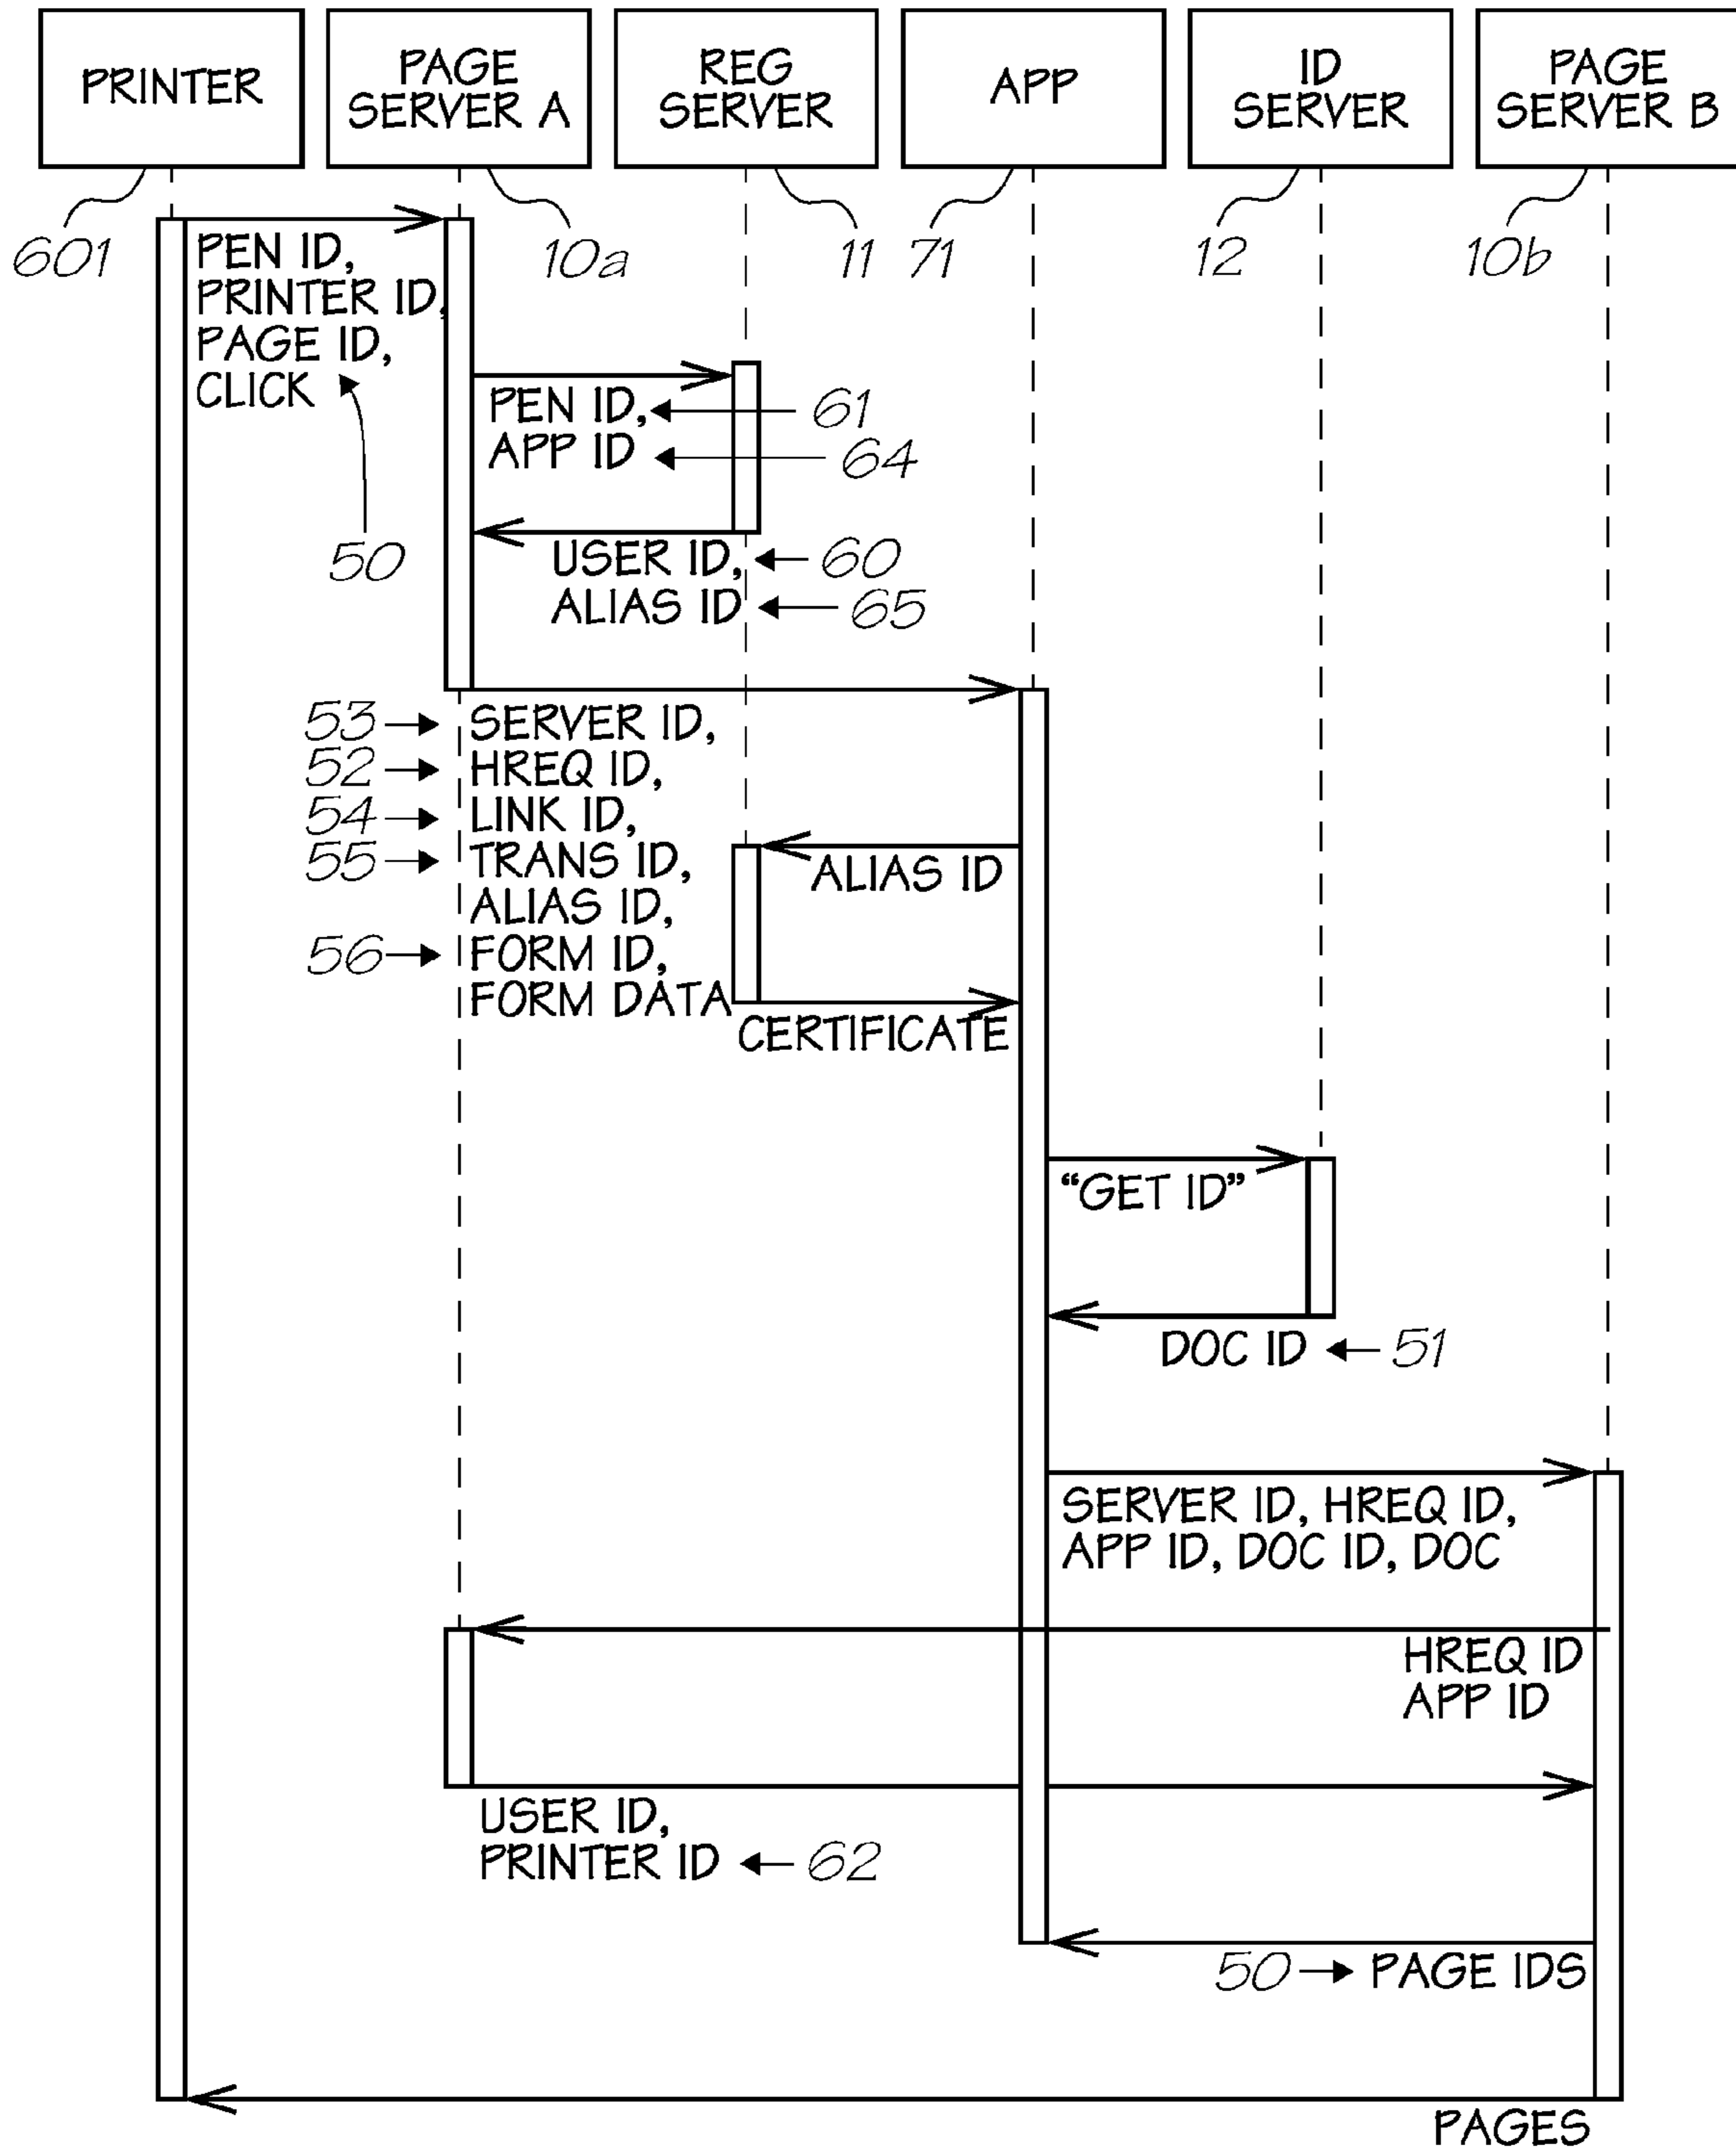 PRINTER
PAGE
SERVER A
REG
SERVER
APP
ID
SERVER
PAGE
SERVER B
601
10a
11
71
12
10b
PEN ID,
PRINTER ID,
PAGE ID,
CLICK
50
PEN ID,
61
APP ID
64
USER ID,
60
ALIAS ID
65
53
SERVER ID,
52
HREQ ID,
54
LINK ID,
55
TRANS ID,
ALIAS ID,
56
FORM ID,
FORM DATA
ALIAS ID
CERTIFICATE
“GET ID”
DOC ID
51
SERVER ID, HREQ ID,
APP ID, DOC ID, DOC
HREQ ID
APP ID
USER ID,
PRINTER ID
62
50
PAGE IDS
PAGES